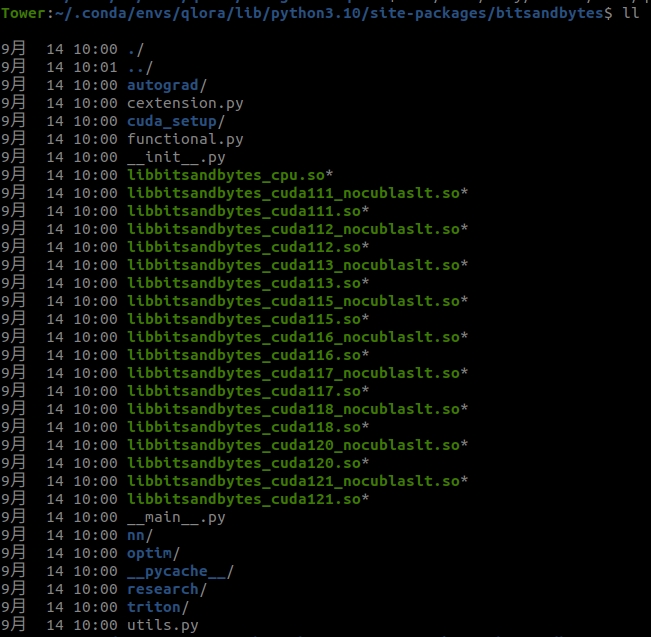 Tower:~/.conda/envs/qlora/lib/python3.10/site-packages/bitsandbytes$ ll
9月 14 10:00 ./
9月 14 10:01 ../
9月 14 10:00 autograd/
9月 14 10:00 cextension.py
9月 14 10:00 cuda_setup/
9月 14 10:00 functional.py
9月 14 10:00 __init__.py
9月 14 10:00 libbitsandbytes_cpu.so*
9月 14 10:00 libbitsandbytes_cuda111_nocublaslt.so*
9月 14 10:00 libbitsandbytes_cuda111.so*
9月 14 10:00 libbitsandbytes_cuda112_nocublaslt.so*
9月 14 10:00 libbitsandbytes_cuda112.so*
9月 14 10:00 libbitsandbytes_cuda113_nocublaslt.so*
9月 14 10:00 libbitsandbytes_cuda113.so*
9月 14 10:00 libbitsandbytes_cuda115_nocublaslt.so*
9月 14 10:00 libbitsandbytes_cuda115.so*
9月 14 10:00 libbitsandbytes_cuda116_nocublaslt.so*
9月 14 10:00 libbitsandbytes_cuda116.so*
9月 14 10:00 libbitsandbytes_cuda117_nocublaslt.so*
9月 14 10:00 libbitsandbytes_cuda117.so*
9月 14 10:00 libbitsandbytes_cuda118_nocublaslt.so*
9月 14 10:00 libbitsandbytes_cuda118.so*
9月 14 10:00 libbitsandbytes_cuda120_nocublaslt.so*
9月 14 10:00 libbitsandbytes_cuda120.so*
9月 14 10:00 libbitsandbytes_cuda121_nocublaslt.so*
9月 14 10:00 libbitsandbytes_cuda121.so*
9月 14 10:00 __main__.py
9月 14 10:00 nn/
9月 14 10:00 optim/
9月 14 10:00 __pycache__/
9月 14 10:00 research/
9月 14 10:00 triton/
9月 14 10:00 utils.py